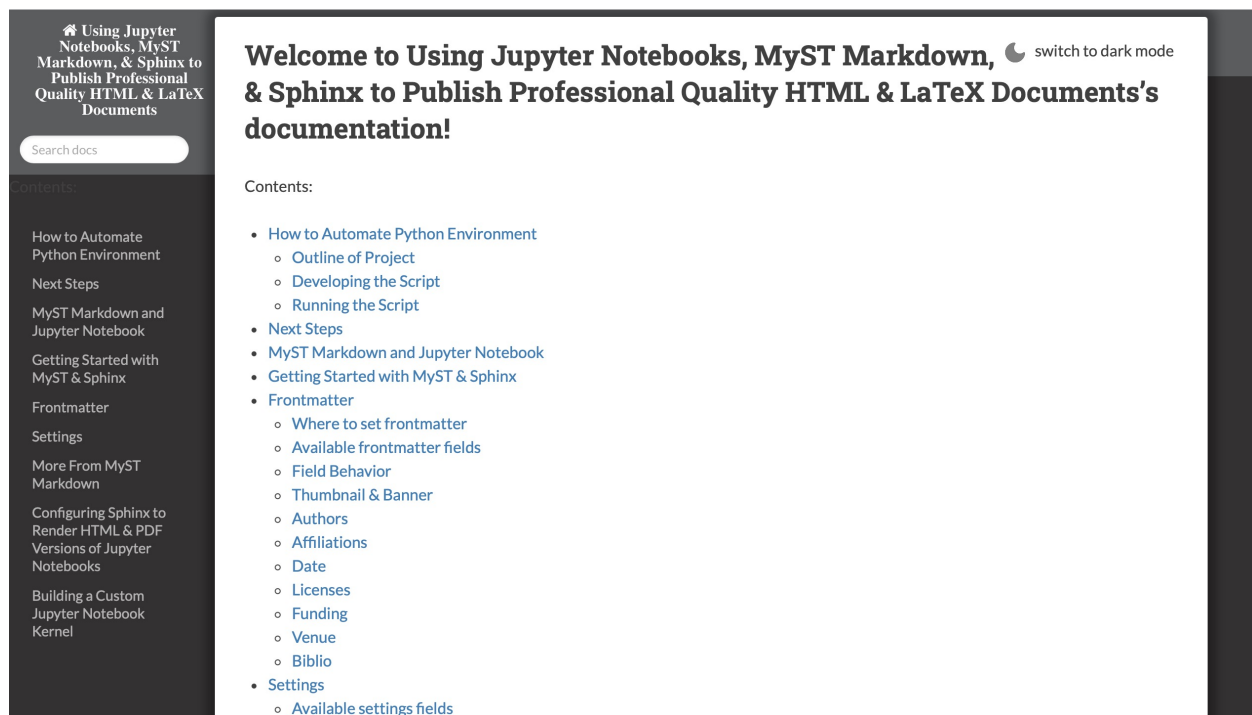 Using Jupyter
Notebooks, MyST
Markdown, & Sphinx to
Publish Professional
Quality HTML & LaTeX
Documents
Search docs
Contents:
How to Automate
Python Environment
Next Steps
MyST Markdown and
Jupyter Notebook
Getting Started with
MyST & Sphinx
Frontmatter
Settings
More From MyST
Markdown
Configuring Sphinx to
Render HTML & PDF
Versions of Jupyter
Notebooks
Building a Custom
Jupyter Notebook
Kernel
switch to dark mode
Welcome to Using Jupyter Notebooks, MyST Markdown,
& Sphinx to Publish Professional Quality HTML & LaTeX Documents’s
documentation!
Contents:
How to Automate Python Environment
Outline of Project
Developing the Script
Running the Script
Next Steps
MyST Markdown and Jupyter Notebook
Getting Started with MyST & Sphinx
Frontmatter
Where to set frontmatter
Available frontmatter fields
Field Behavior
Thumbnail & Banner
Authors
Affiliations
Date
Licenses
Funding
Venue
Biblio
Settings
Available settings fields